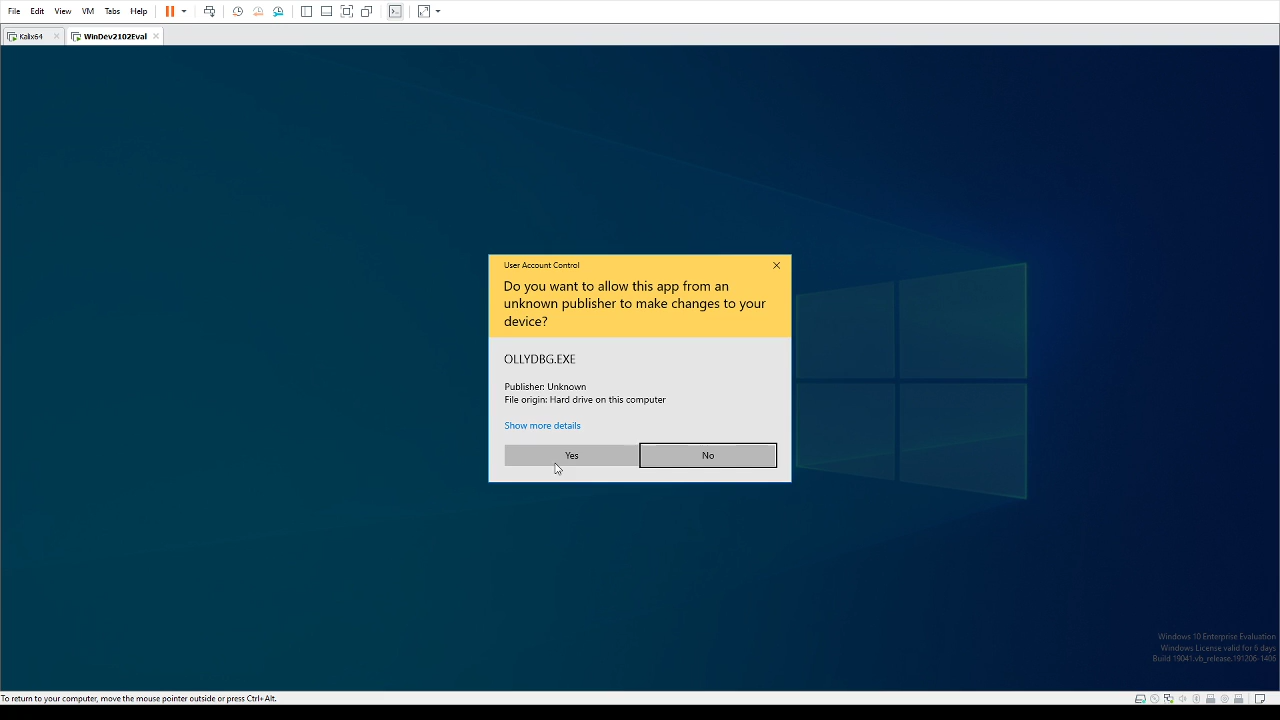 File Edit View VM Tabs Help
Kalix64 WinDev2102Eval
User Account Control
Do you want to allow this app from an
unknown publisher to make changes to your
device?
OLLYDBG.EXE
Publisher: Unknown
File origin: Hard drive on this computer
Show more details
Yes No
Windows 10 Enterprise Evaluation
Windows License valid for 6 days
Build 19041.vb_release.191206-1406
To return to your computer, move the mouse pointer outside or press Ctrl+Alt.